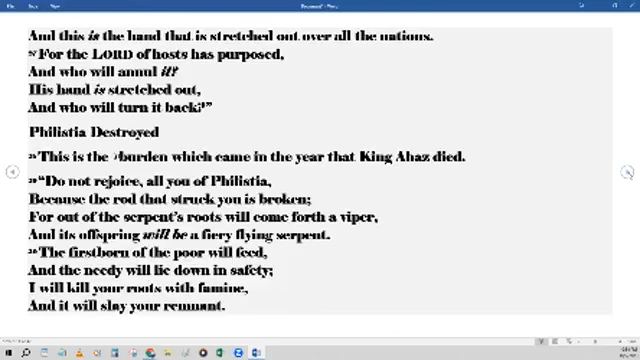 And this is the hand that is stretched out over all the nations.
27 For the LORD of hosts has purposed,
And who will annul it?
His hand is stretched out,
And who will turn it back?”
Philistia Destroyed
28 This is the burden which came in the year that King Ahaz died.
29 “Do not rejoice, all you of Philistia,
Because the rod that struck you is broken;
For out of the serpent’s roots will come forth a viper,
And its offspring will be a fiery flying serpent.
30 The firstborn of the poor will feed,
And the needy will lie down in safety;
I will kill your roots with famine,
And it will slay your remnant.